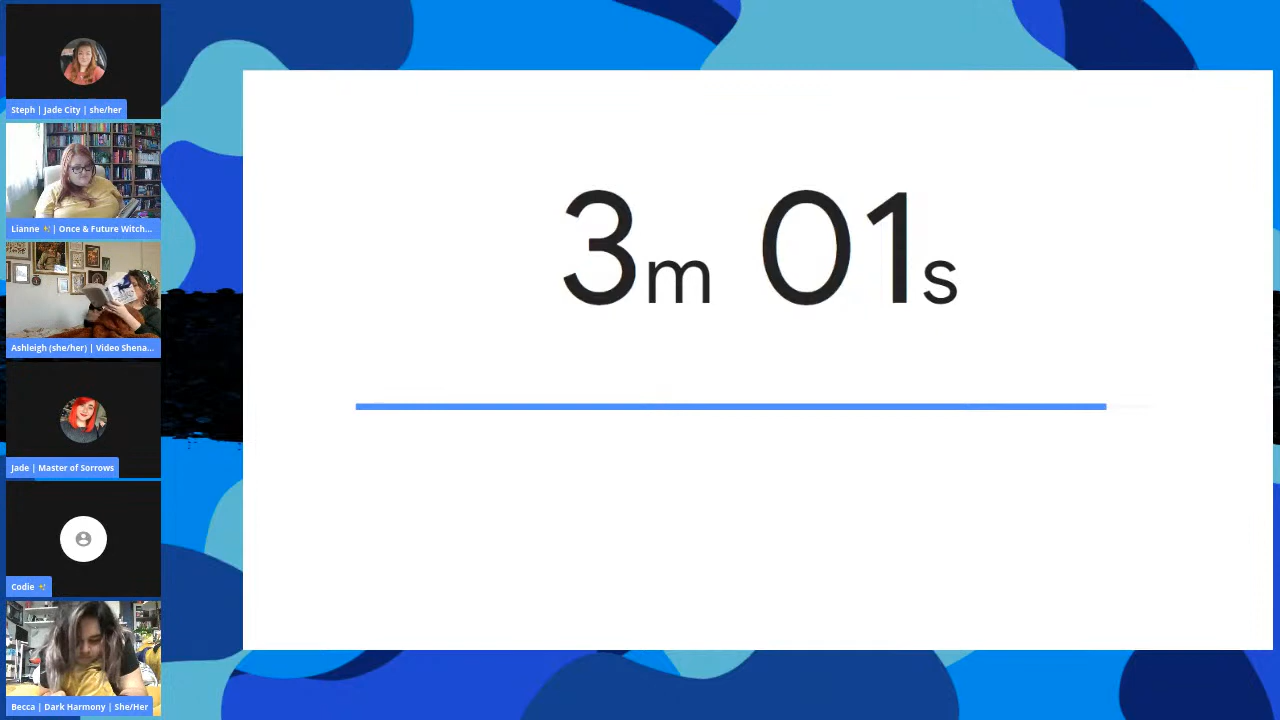 Steph | Jade City | she/her
Lianne ✨ | Once & Future Witch...
Ashleigh (she/her) | Video Shena...
Jade | Master of Sorrows
Codie ✨
Becca | Dark Harmony | She/Her
3m 01s